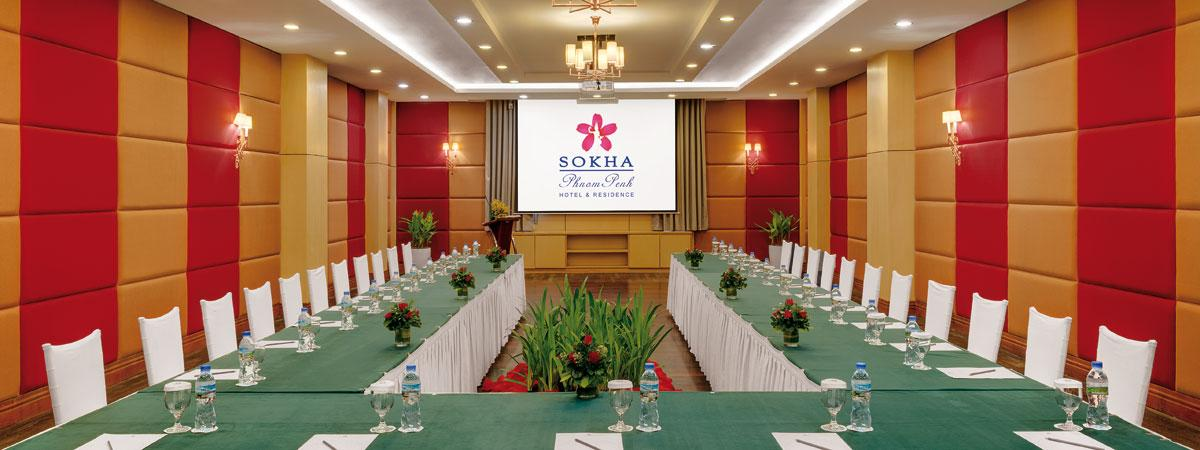 SOKHA
Phnom Penh
HOTEL & RESIDENCE